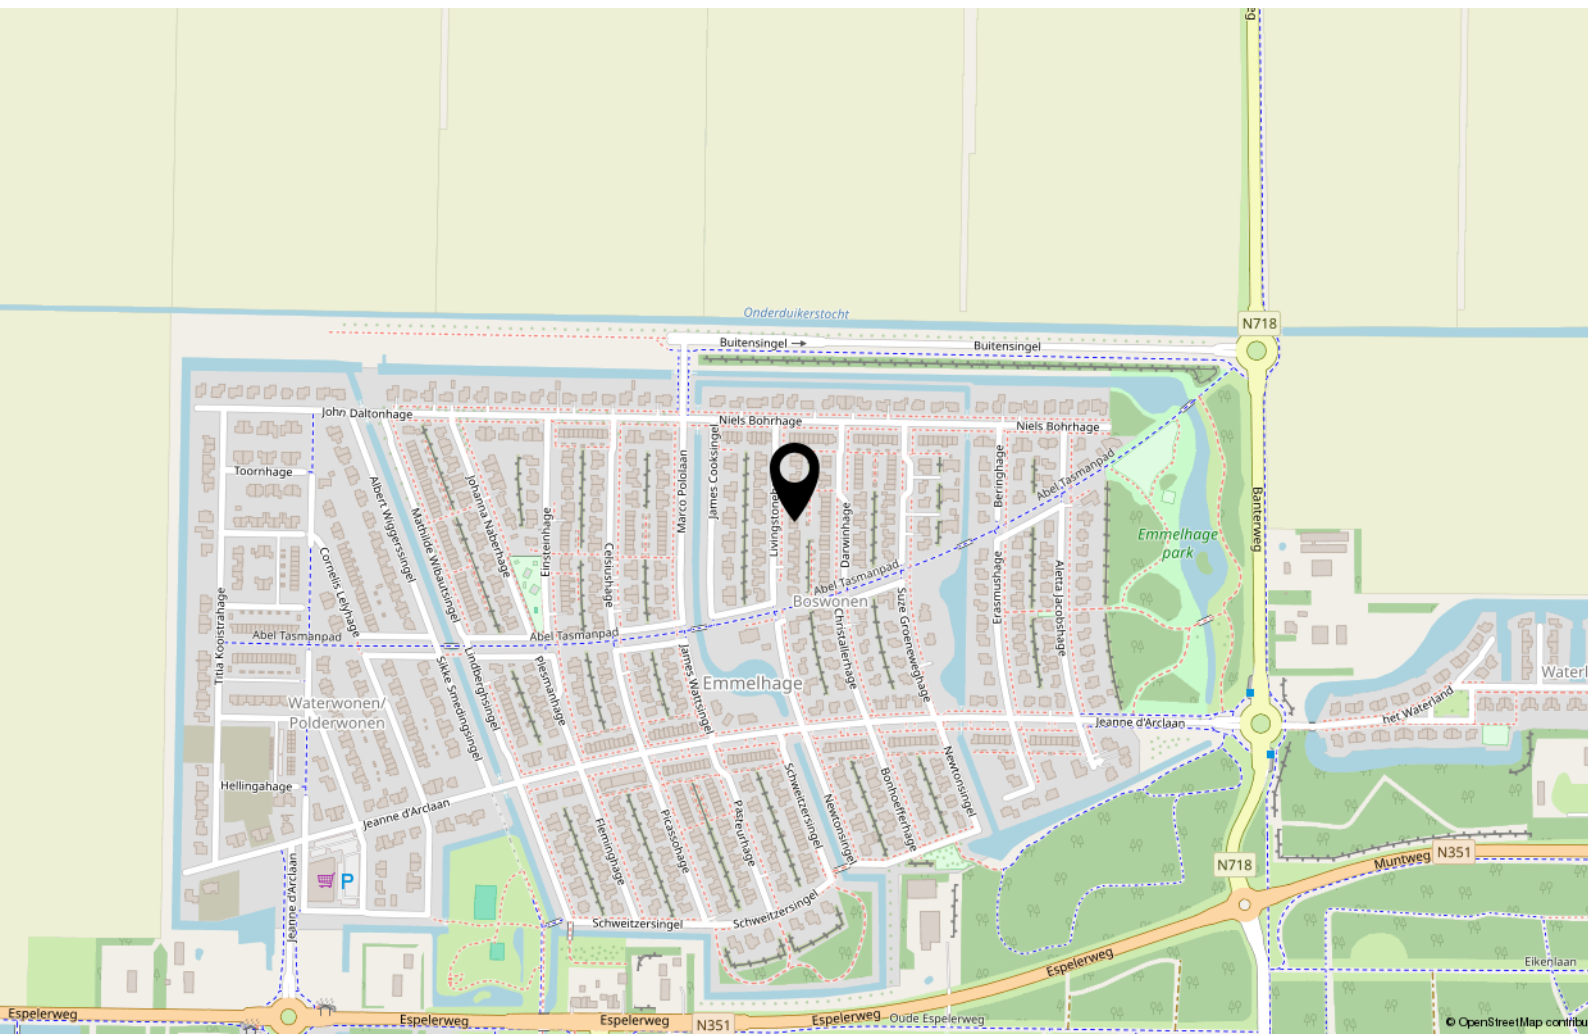 Onderduikerstocht
N718
Buitensingel
Buitensingel
John Daltonhage
Niels Bohrhage
Niels Bohrhage
Toornhage
Albert Wiggerssingel
Mathilde Wibautsingel
Johanna Naberhage
Einsteinhage
Celsiushage
Marco Pololaan
James Cooksingel
Darwinhage
Beringhage
Abel Tasmanpad
Banterweg
Emmelhage
park
Cornelis Lelyhage
Titia Kooistrahage
Abel Tasmanpad
Abel Tasmanpad
Abel Tasmanpad
Boswonen
Erasmushage
Aletta Jacobshage
Suze Groeneweghage
Christallerhage
Emmelhage
James Wattsingel
Plesmanhage
Lindberghsingel
Sikke Smedingsingel
Waterwonen/
Polderwonen
Hellingahage
Jeanne d'Arclaan
Jeanne d'Arclaan
het Waterland
Waterl
Newtonsingel
Bonhoefferhage
Newtonsingel
Schweitzersingel
Pasteurhage
Picassohage
Fleminghage
Jeanne d'Arclaan
P
Schweitzersingel
Schweitzersingel
N718
Muntweg
N351
Espelerweg
Eikenlaan
Espelerweg
Espelerweg
Espelerweg
N351
Espelerweg
Oude Espelerweg
© OpenStreetMap contribu